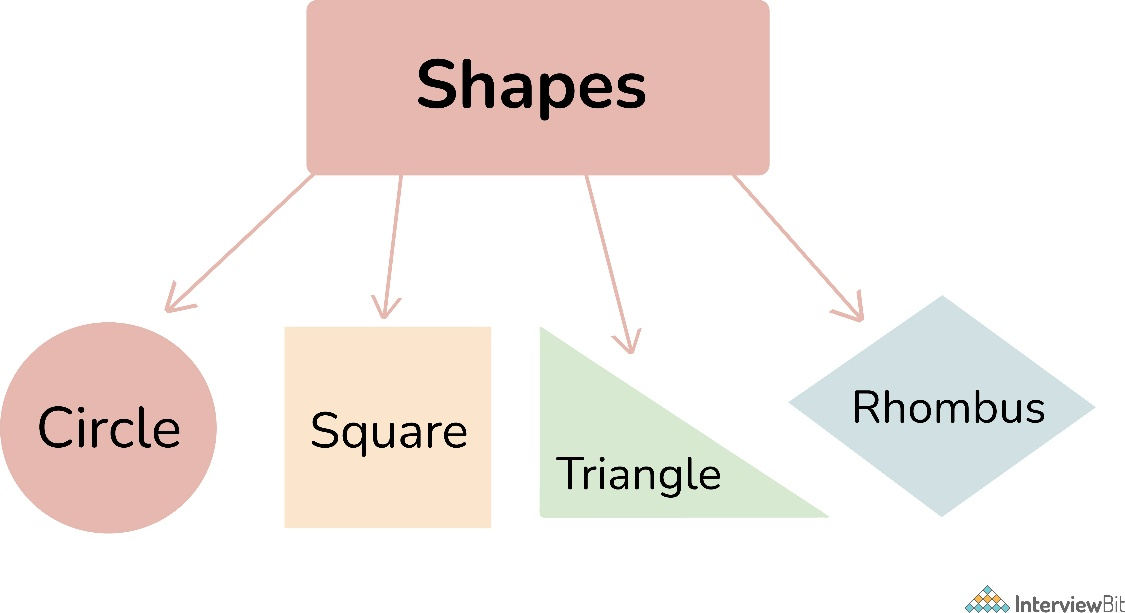 Shapes
Circle
Square
Triangle
Rhombus
InterviewBit